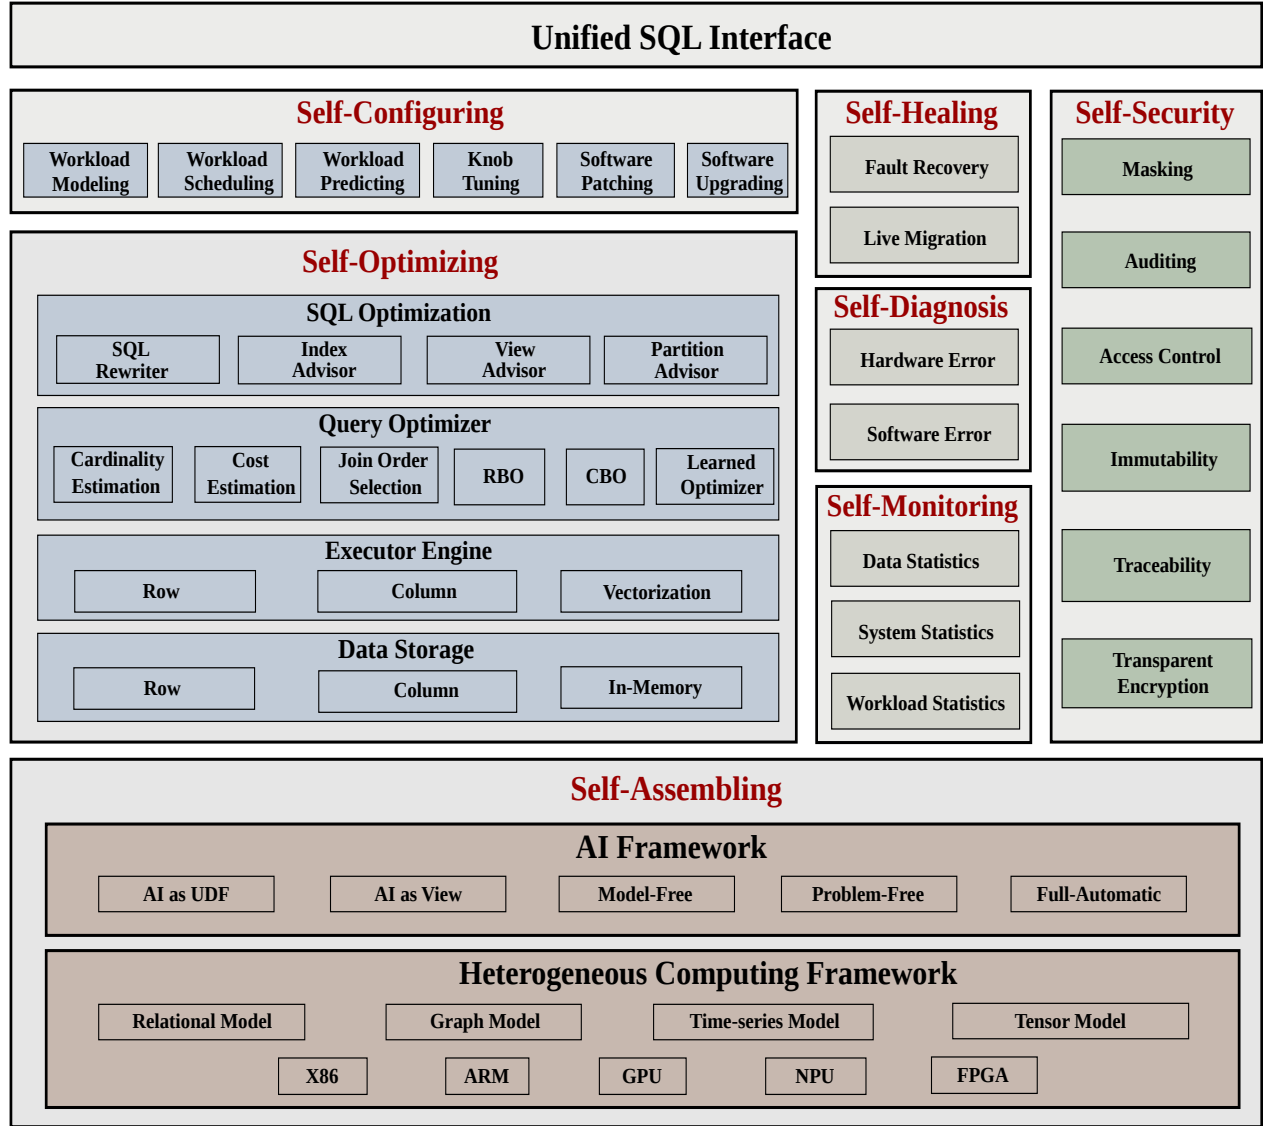 Unified SQL Interface
Self-Configuring
Workload
Modeling
Workload
Scheduling
Workload
Predicting
Knob
Tuning
Software
Patching
Software
Upgrading
Self-Optimizing
SQL Optimization
SQL
Rewriter
Index
Advisor
View
Advisor
Partition
Advisor
Query Optimizer
Cardinality
Estimation
Cost
Estimation
Join Order
Selection
RBO
CBO
Learned
Optimizer
Executor Engine
Row
Column
Vectorization
Data Storage
Row
Column
In-Memory
Self-Healing
Fault Recovery
Live Migration
Self-Diagnosis
Hardware Error
Software Error
Self-Monitoring
Data Statistics
System Statistics
Workload Statistics
Self-Security
Masking
Auditing
Access Control
Immutability
Traceability
Transparent
Encryption
Self-Assembling
AI Framework
AI as UDF
AI as View
Model-Free
Problem-Free
Full-Automatic
Heterogeneous Computing Framework
Relational Model
Graph Model
Time-series Model
Tensor Model
X86
ARM
GPU
NPU
FPGA